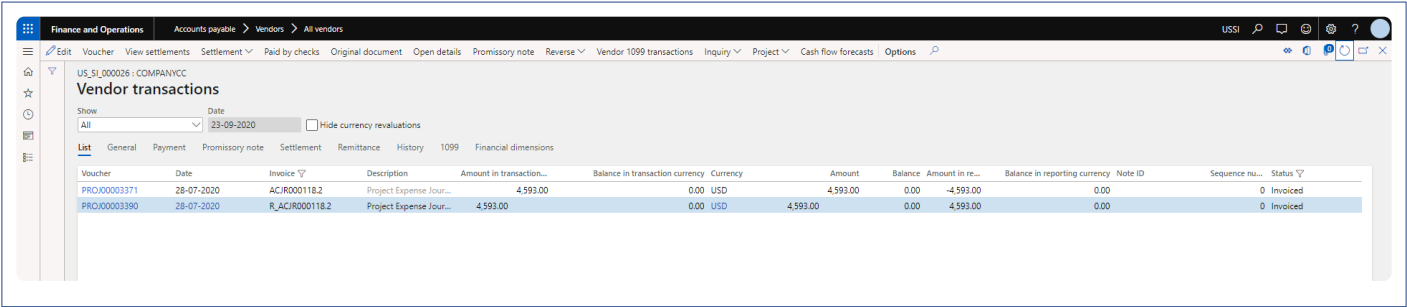 Finance and Operations Accounts payable > Vendors > All vendors USSI ?
Edit Voucher View settlements Settlement Paid by checks Original document Open details Promissory note Reverse Vendor 1099 transactions Inquiry Project Cash flow forecasts Options
US_SI_000026 : COMPANYCC
Vendor transactions
Show Date
All 23-09-2020 Hide currency revaluations
List General Payment Promissory note Settlement Remittance History 1099 Financial dimensions
Voucher Date Invoice Description Amount in transaction... Balance in transaction currency Currency Amount Balance Amount in re... Balance in reporting currency Note ID Sequence nu... Status
PROJ00003371 28-07-2020 ACJR000118.2 Project Expense Jour... 4,593.00 0.00 USD 4,593.00 0.00 -4,593.00 0.00 0 Invoiced
PROJ00003390 28-07-2020 R_ACJR000118.2 Project Expense Jour... 4,593.00 0.00 USD 4,593.00 0.00 4,593.00 0.00 0 Invoiced